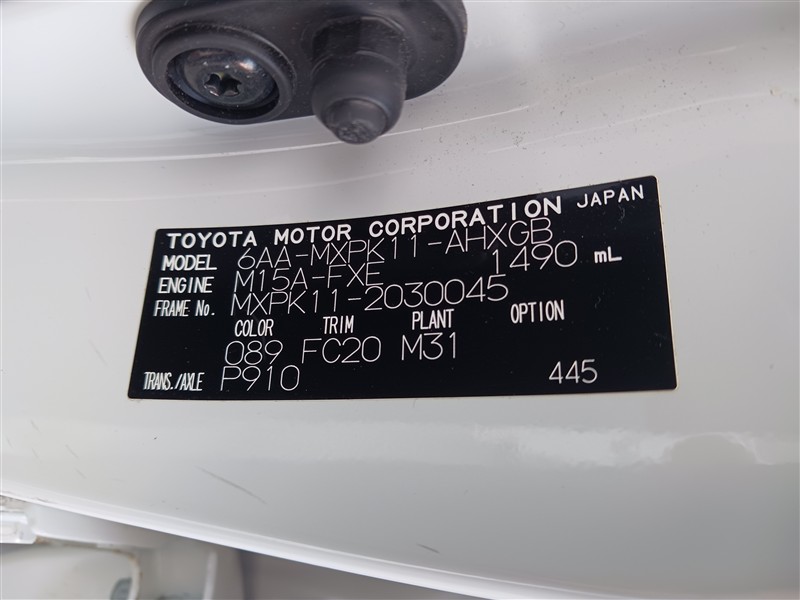 TOYOTA MOTOR CORPORATION JAPAN
MODEL 6AA-MXPK11-AHXGB
ENGINE M15A-FXE 1490 mL
FRAME No. MXPK11-2030045
COLOR TRIM PLANT OPTION
089 FC20 M31
TRANS./AXLE P910 445